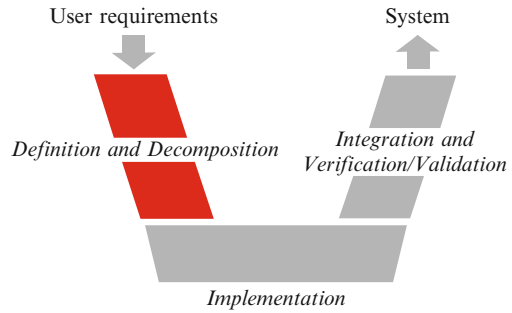 User requirements
System
Definition and Decomposition
Integration and
Verification/Validation
Implementation